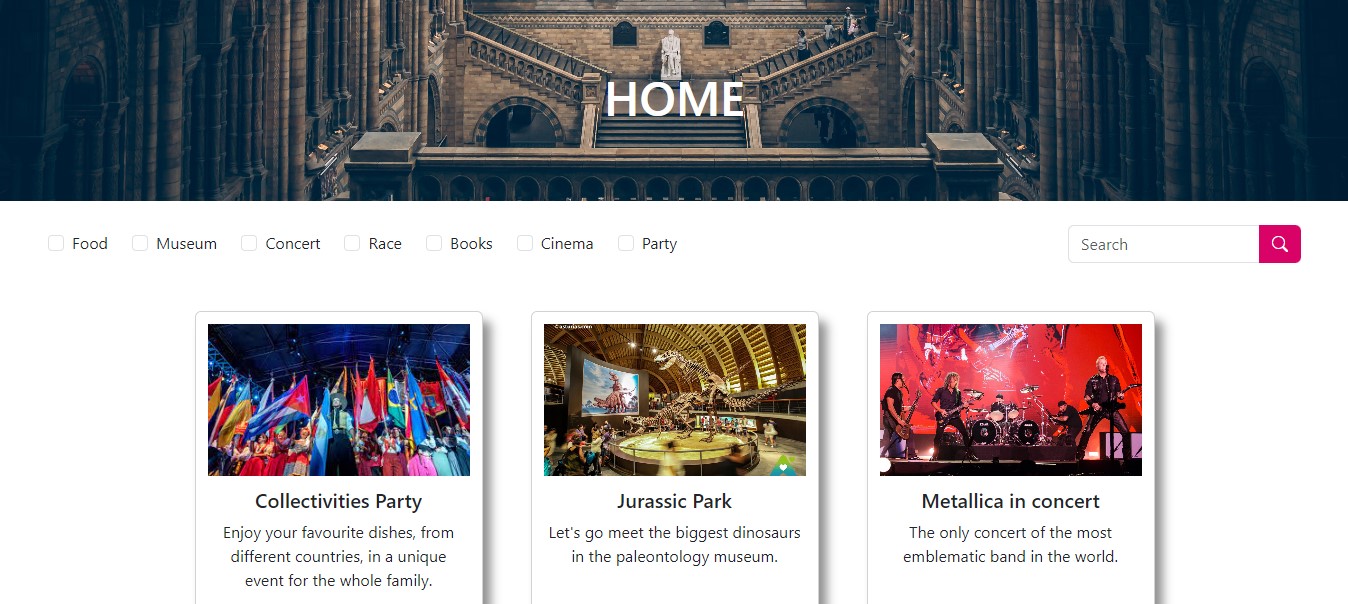 HOME
Food Museum Concert Race Books Cinema Party Search
© asturias.com
Collectivities Party Jurassic Park Metallica in concert
Enjoy your favourite dishes, from Let's go meet the biggest dinosaurs The only concert of the most
different countries, in a unique in the paleontology museum. emblematic band in the world.
event for the whole family.